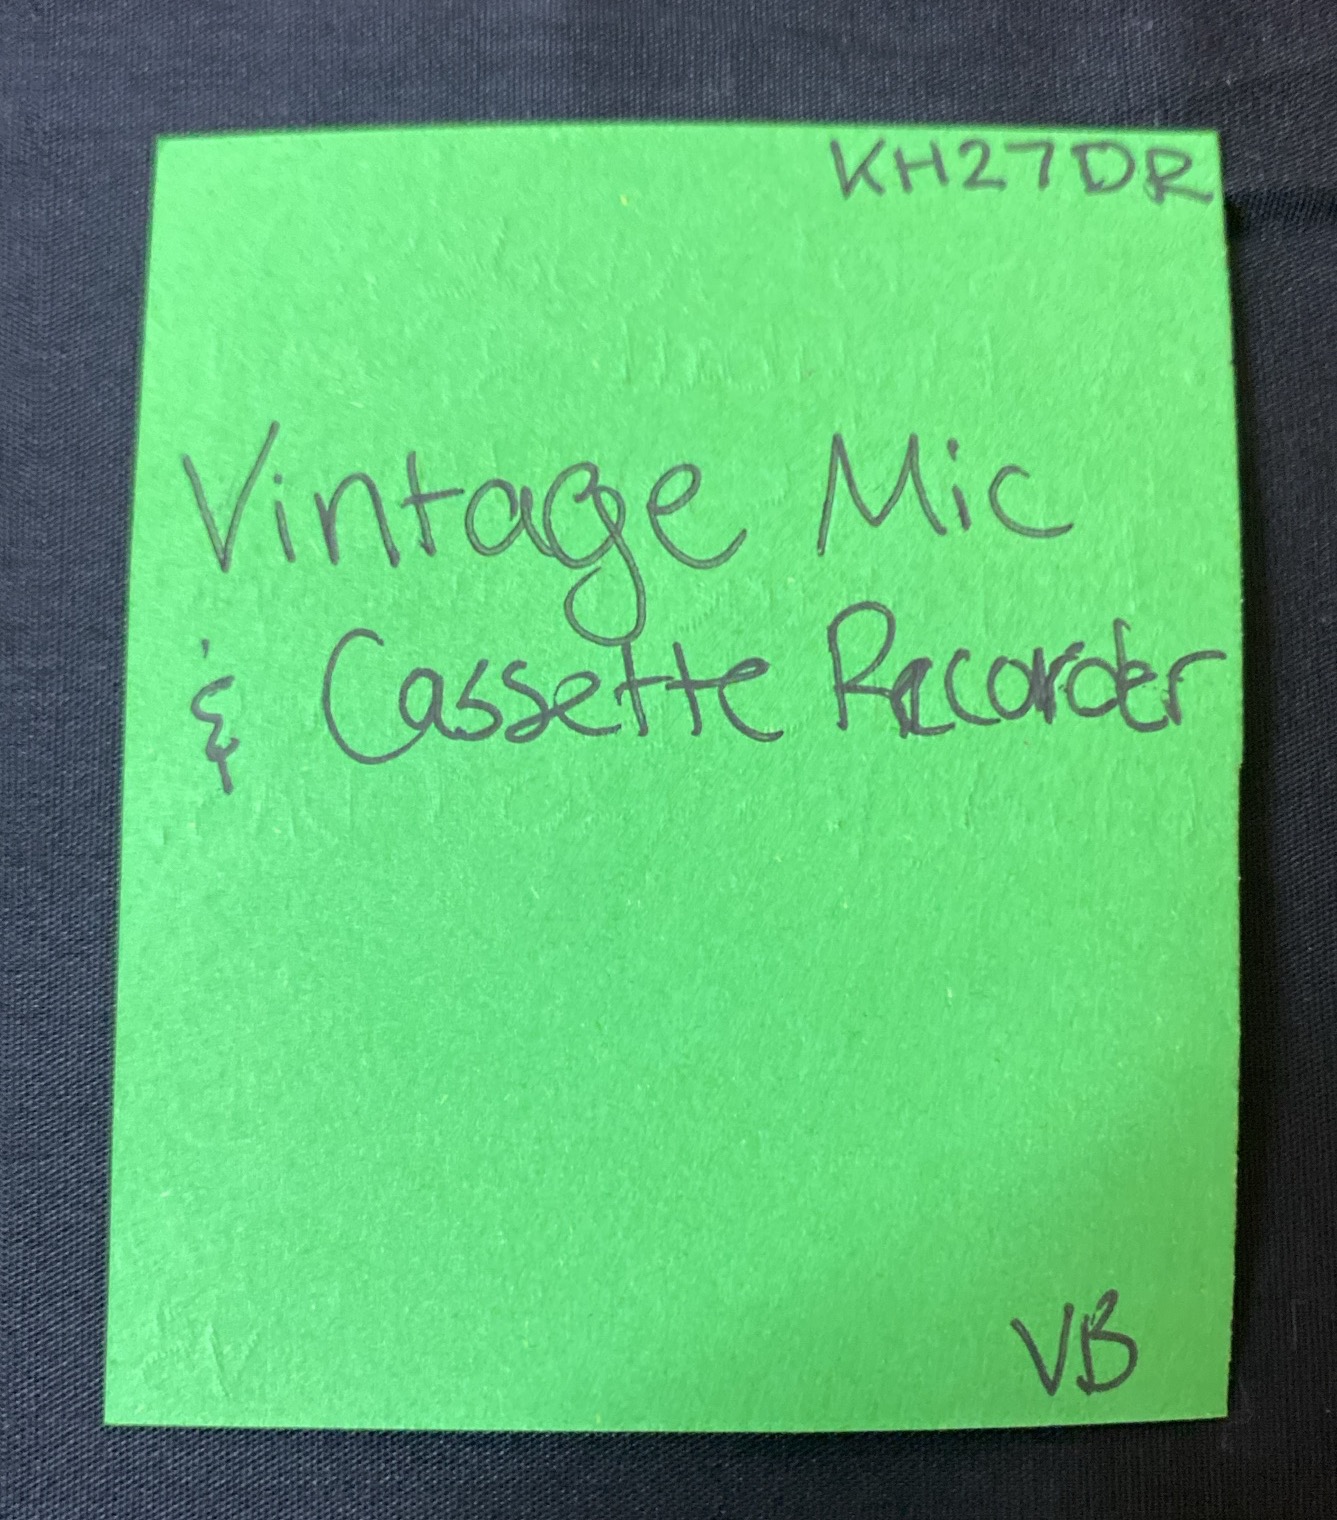 KH27DR
Vintage Mic
& Cassette Recorder
VB